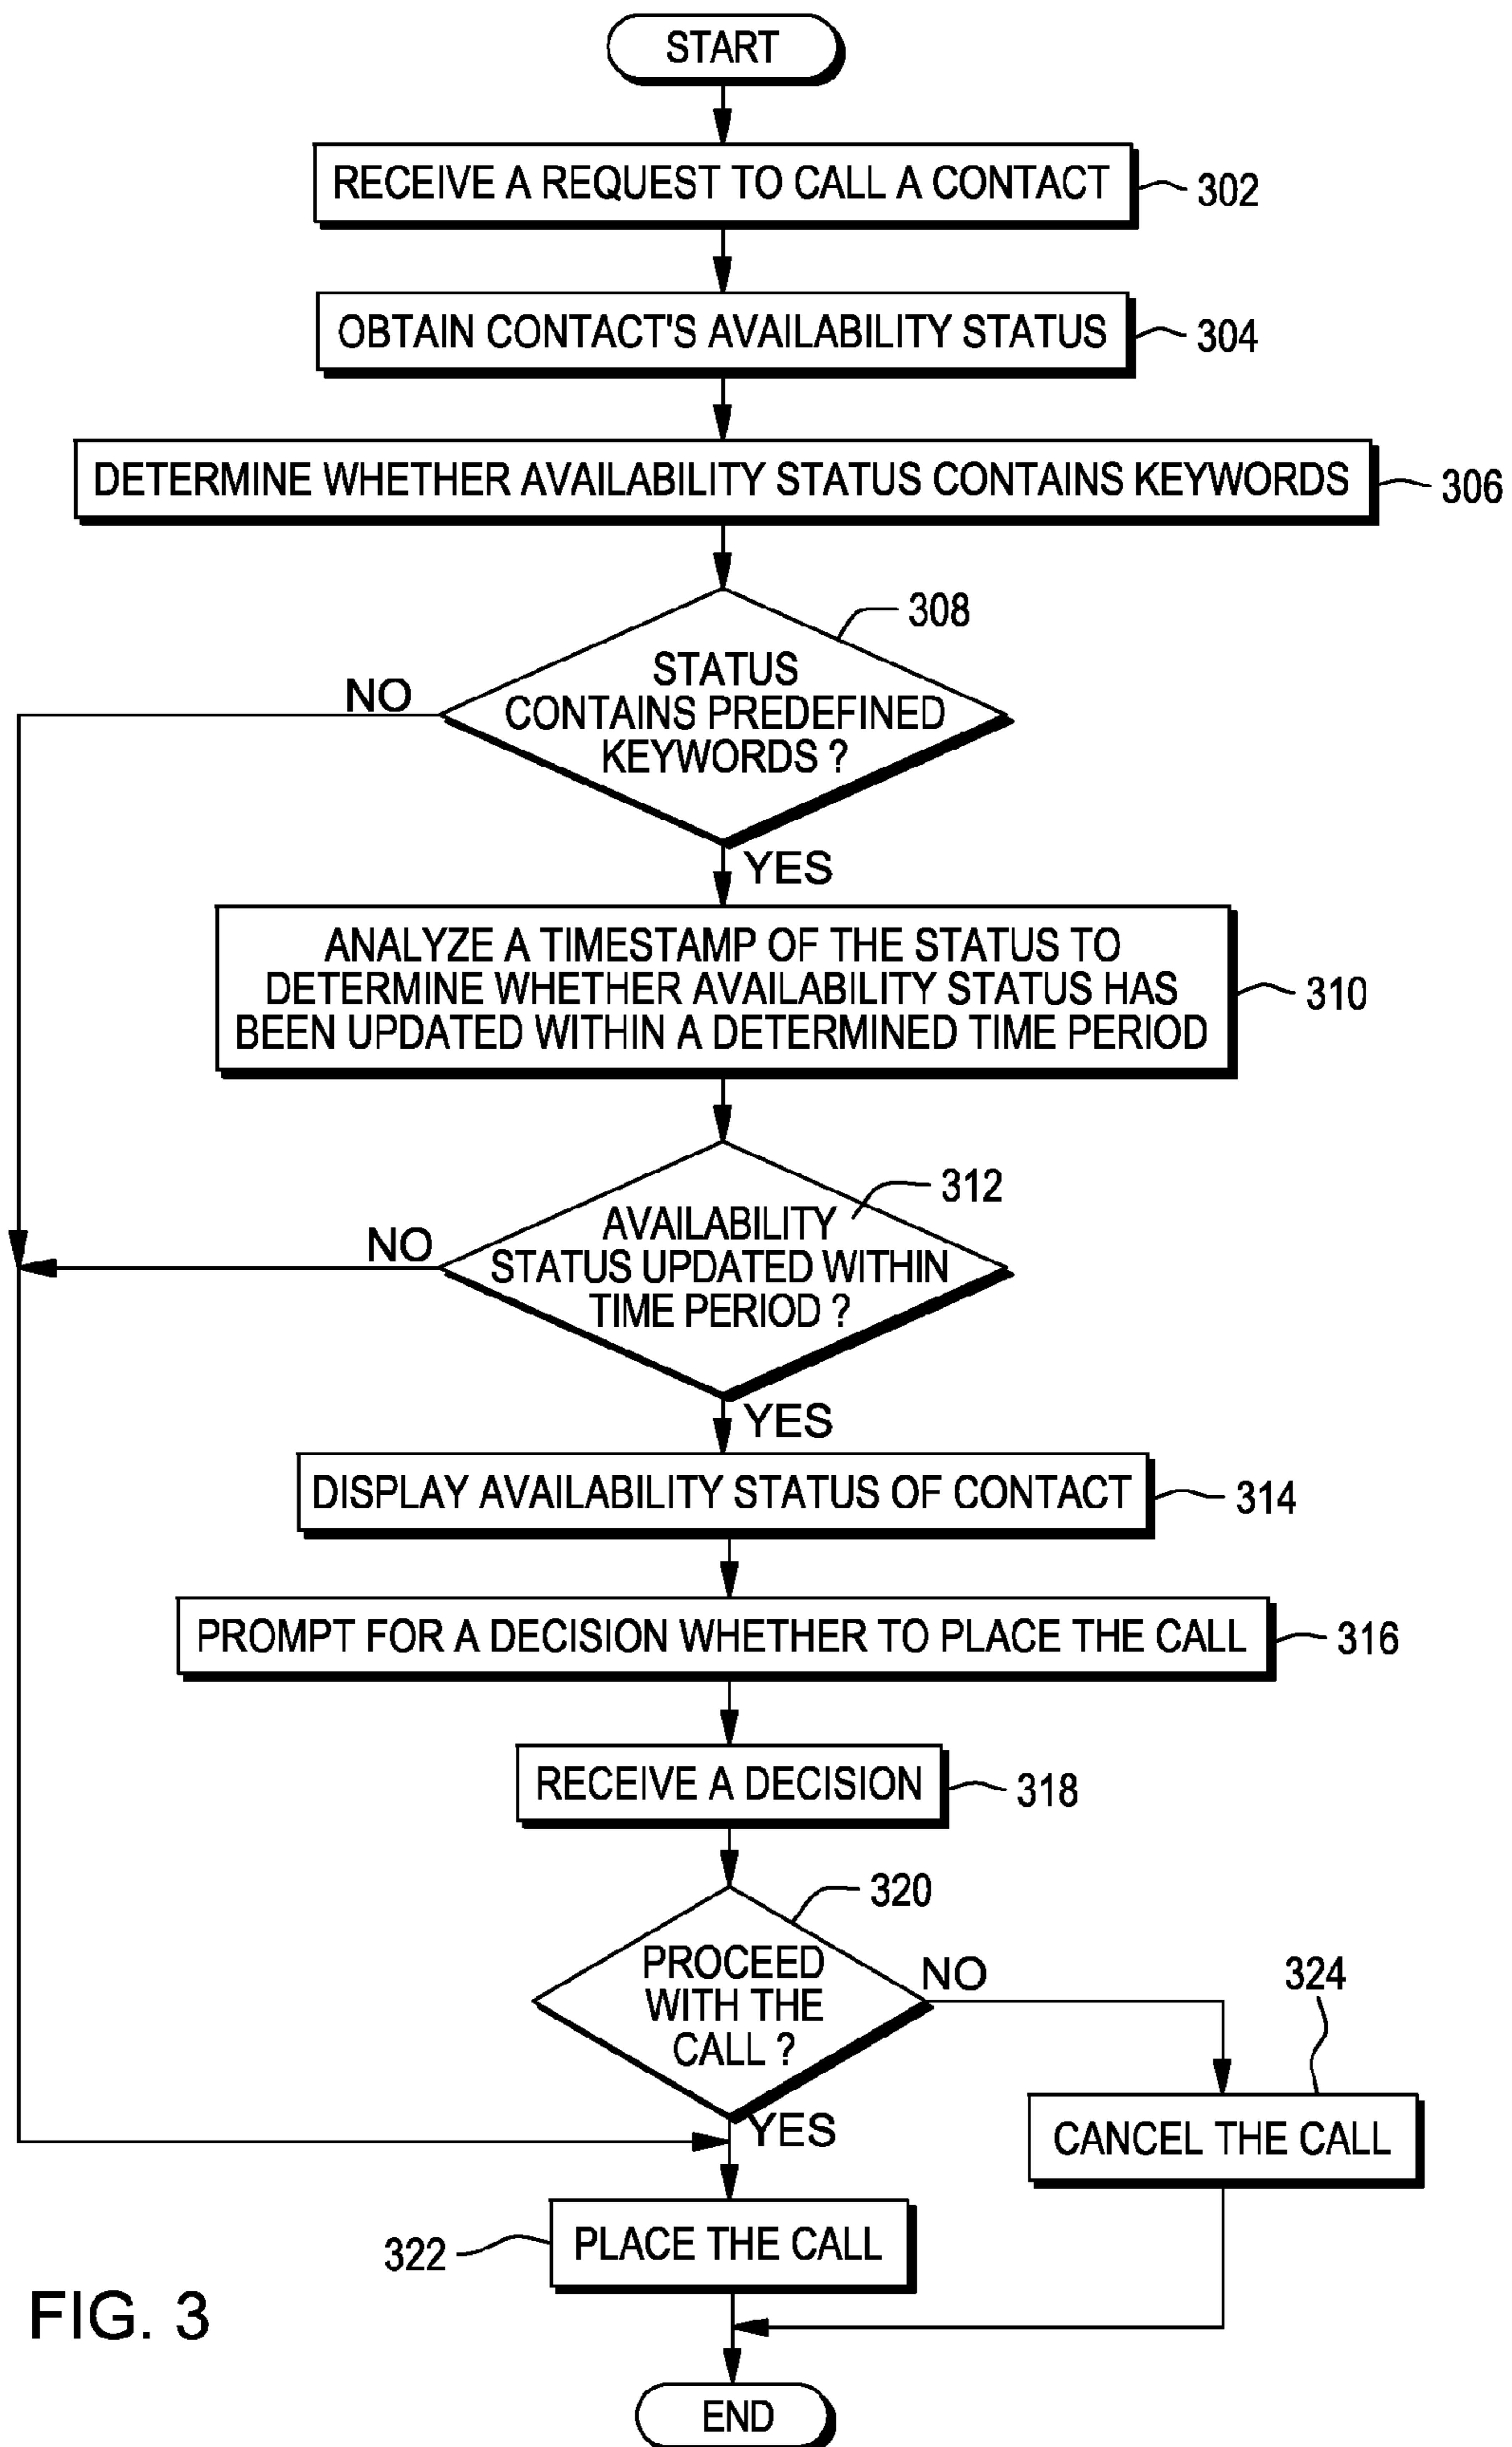 START
RECEIVE A REQUEST TO CALL A CONTACT
302
OBTAIN CONTACT'S AVAILABILITY STATUS
304
DETERMINE WHETHER AVAILABILITY STATUS CONTAINS KEYWORDS
306
308
STATUS
CONTAINS PREDEFINED
KEYWORDS ?
NO
YES
ANALYZE A TIMESTAMP OF THE STATUS TO
DETERMINE WHETHER AVAILABILITY STATUS HAS
BEEN UPDATED WITHIN A DETERMINED TIME PERIOD
310
312
AVAILABILITY
STATUS UPDATED WITHIN
TIME PERIOD ?
NO
YES
DISPLAY AVAILABILITY STATUS OF CONTACT
314
PROMPT FOR A DECISION WHETHER TO PLACE THE CALL
316
RECEIVE A DECISION
318
320
PROCEED
WITH THE
CALL ?
NO
324
YES
CANCEL THE CALL
PLACE THE CALL
322
FIG. 3
END